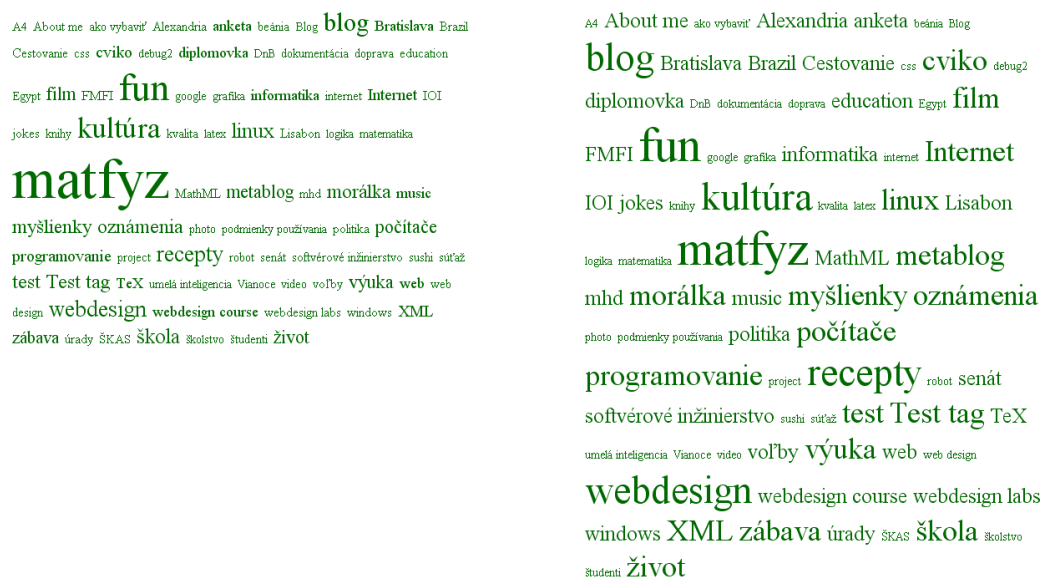 A4 About me ako vybaviť Alexandria anketa beánia Blog blog Bratislava Brazil
Cestovanie css cviko debug2 diplomovka DnB dokumentácia doprava education
Egypt film FMFI fun google grafika informatika internet Internet IOI
jokes knihy kultúra kvalita latex linux Lisabon logika matematika
matfyz MathML metablog mhd morálka music
myšlienky oznámenia photo podmienky používania politika počítače
programovanie project recepty robot senát softvérové inžinierstvo sushi súťaž
test Test tag TeX umelá inteligencia Vianoce video voľby výuka web web
design webdesign webdesign course webdesign labs windows XML
zábava úrady ŠKAS škola školstvo študenti život
A4 About me ako vybaviť Alexandria anketa beánia Blog
blog Bratislava Brazil Cestovanie css cviko debug2
diplomovka DnB dokumentácia doprava education Egypt film
FMFI fun google grafika informatika internet Internet
IOI jokes knihy kultúra kvalita latex linux Lisabon
logika matematika matfyz MathML metablog
mhd morálka music myšlienky oznámenia
photo podmienky používania politika počítače
programovanie project recepty robot senát
softvérové inžinierstvo sushi súťaž test Test tag TeX
umelá inteligencia Vianoce video voľby výuka web web design
webdesign webdesign course webdesign labs
windows XML zábava úrady ŠKAS škola školstvo
študenti život